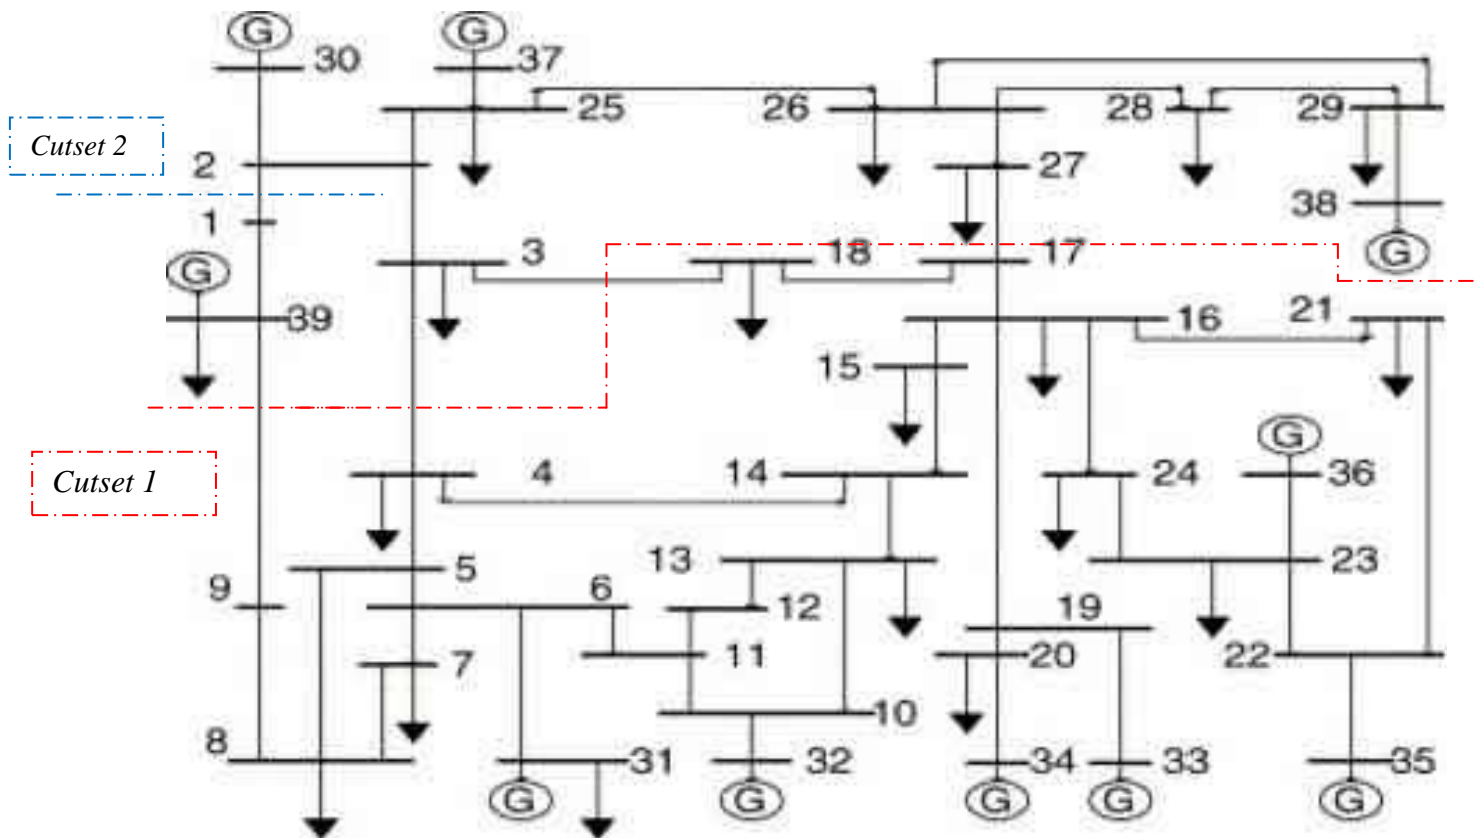 G G
30 37
25 26 28 29
Cutset 2
2 27
1 38
3 18 17 G
G
39 16 21
15
G
4 14 24 36
Cutset 1
5 13 23
9 6 12 19
7 11 20 22
10
8 31 32 34 33 35
G G G G G